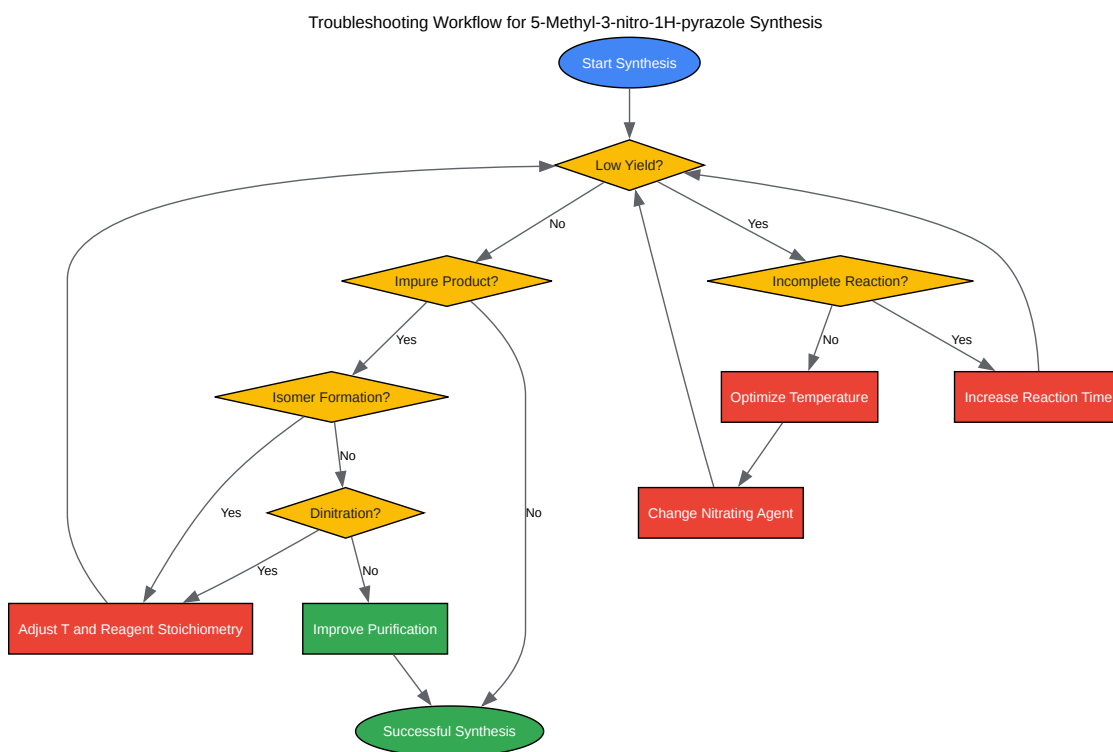 Troubleshooting Workflow for 5-Methyl-3-nitro-1H-pyrazole Synthesis
Start Synthesis
Low Yield?
No
Yes
Impure Product?
Incomplete Reaction?
Yes
No
Yes
Isomer Formation?
Optimize Temperature
Increase Reaction Time
No
Dinitration?
Change Nitrating Agent
Yes
No
Yes
No
Adjust T and Reagent Stoichiometry
Improve Purification
Successful Synthesis